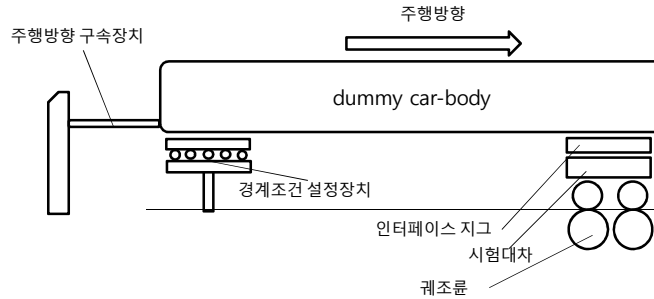 주행방향
주행방향 구속장치
dummy car-body
경계조건 설정장치
인터페이스 지그
시험대차
궤조륜